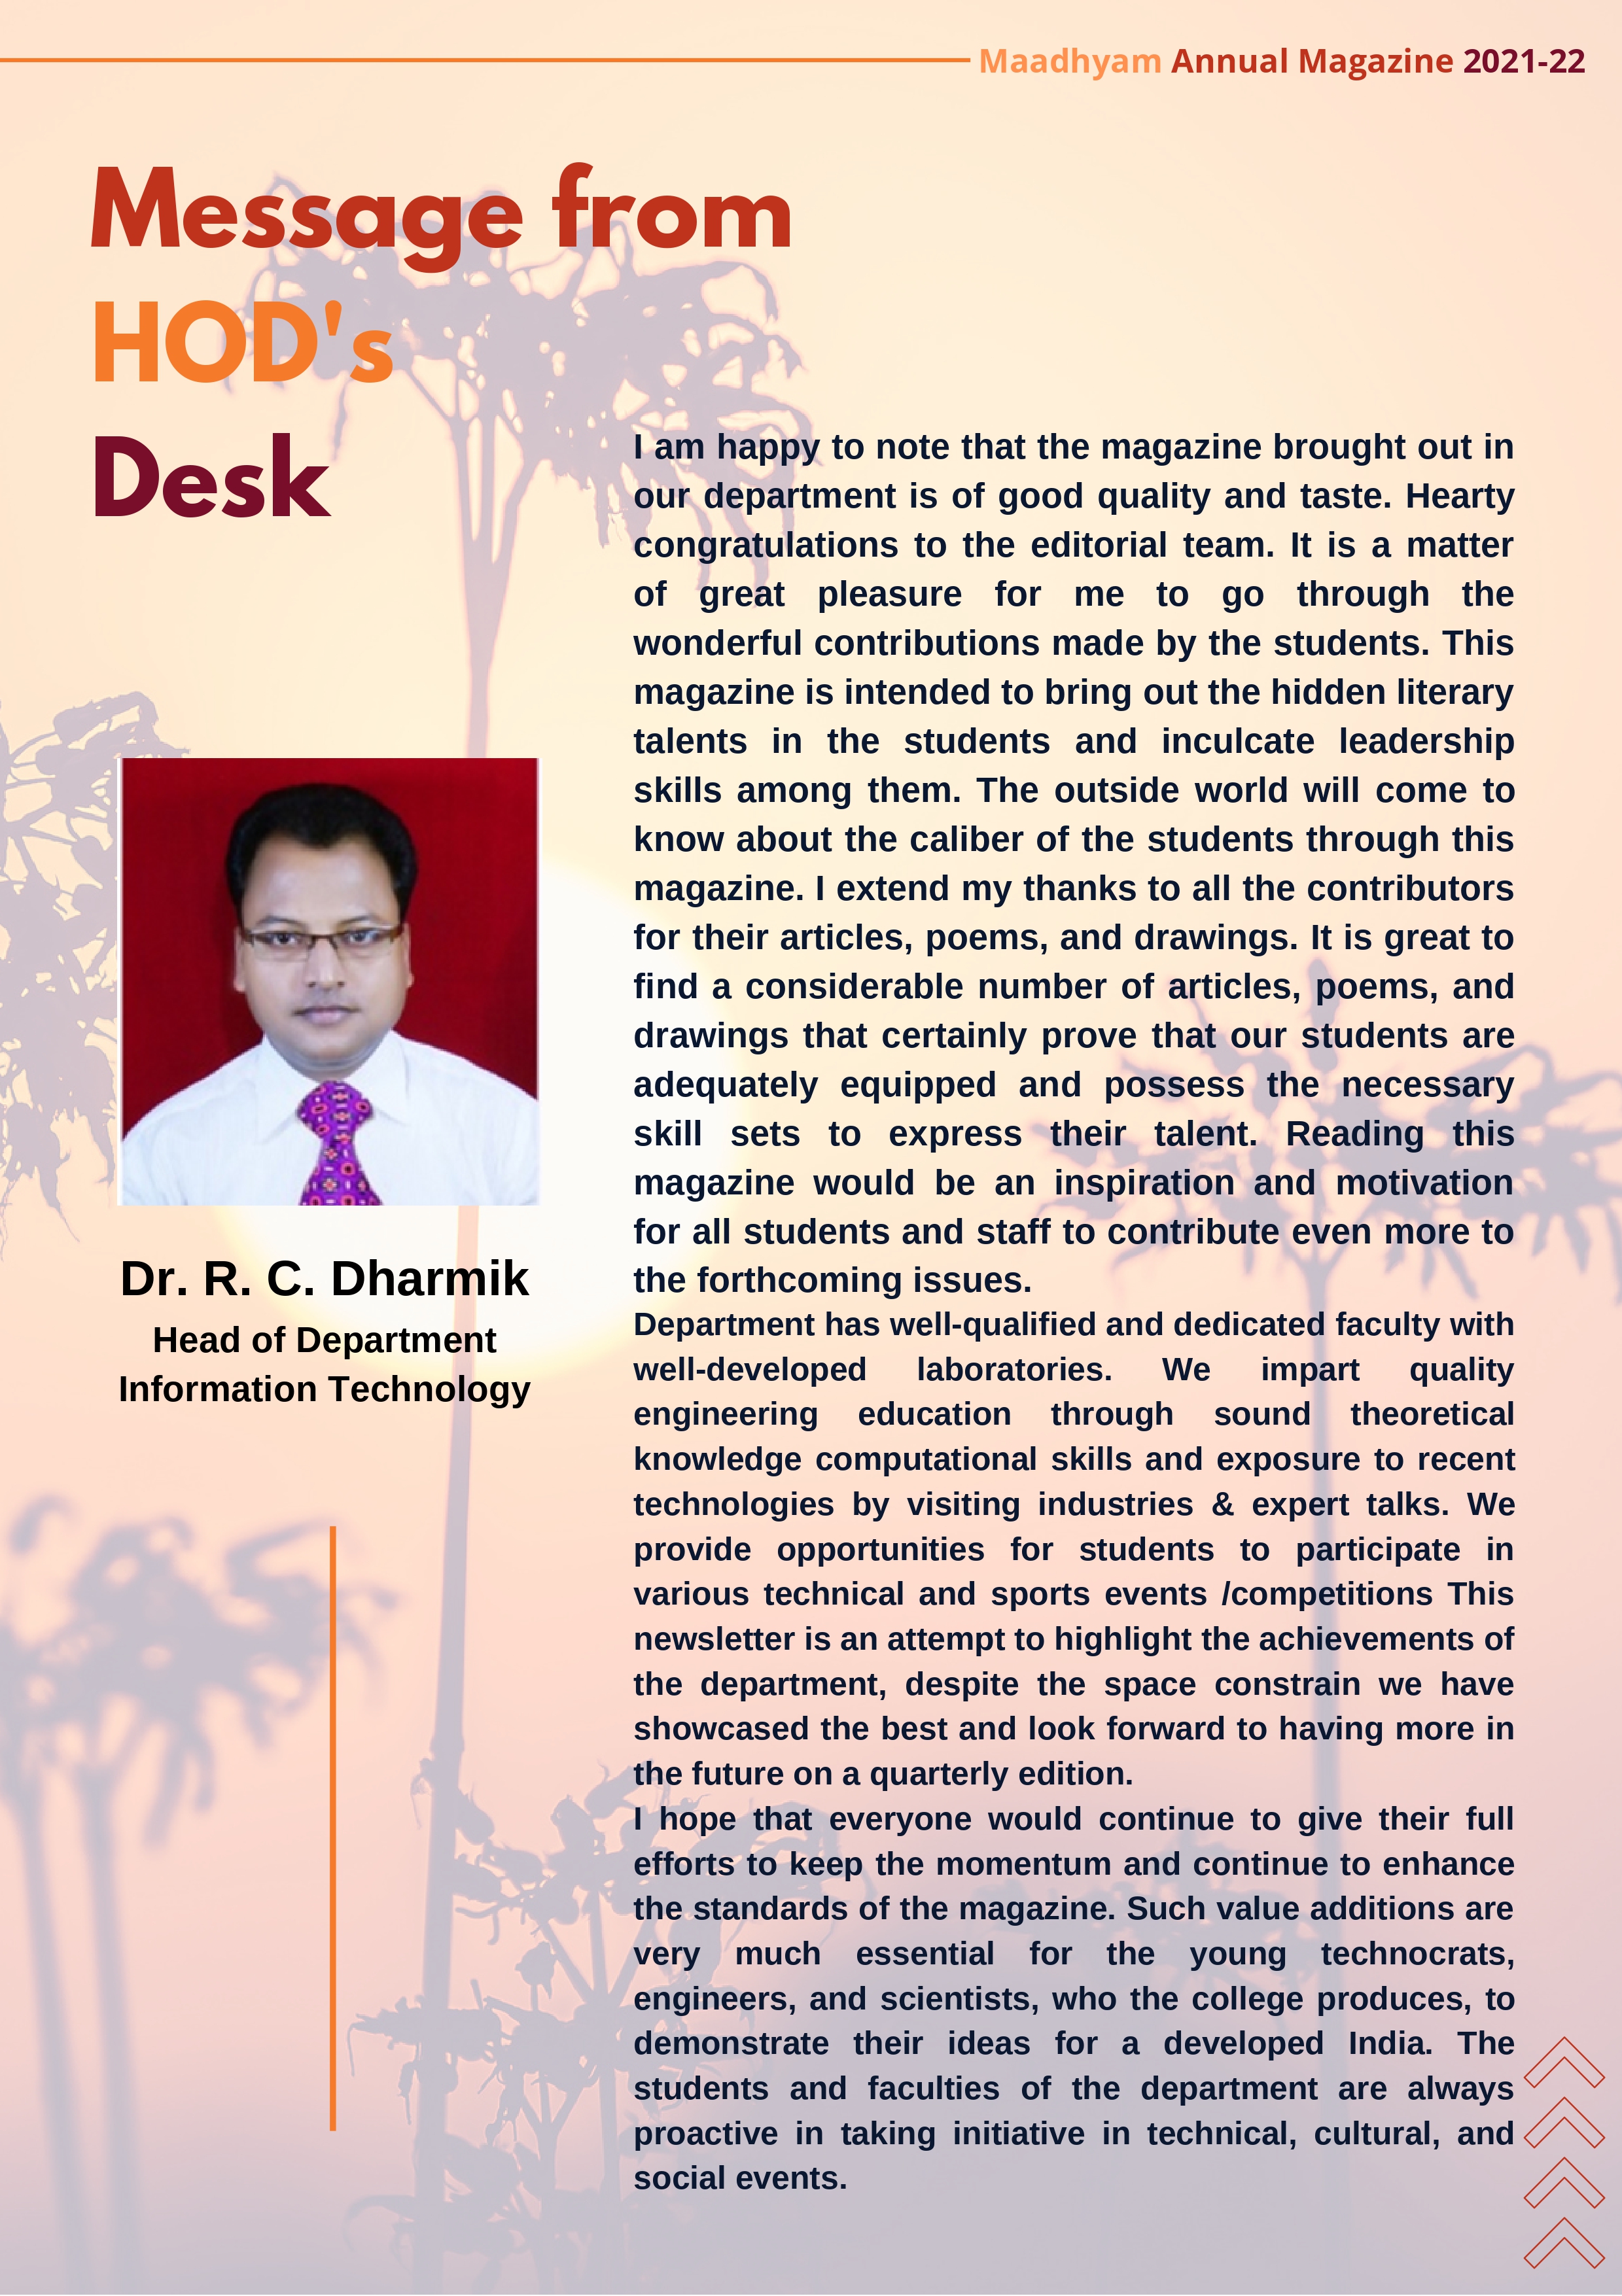 Maadhyam Annual Magazine 2021-22
Message from
HOD's
Desk
I am happy to note that the magazine brought out in
our department is of good quality and taste. Hearty
congratulations to the editorial team. It is a matter
of great pleasure for me to go through the
wonderful contributions made by the students. This
magazine is intended to bring out the hidden literary
talents in the students and inculcate leadership
skills among them. The outside world will come to
know about the caliber of the students through this
magazine. I extend my thanks to all the contributors
for their articles, poems, and drawings. It is great to
find a considerable number of articles, poems, and
drawings that certainly prove that our students are
adequately equipped and possess the necessary
skill sets to express their talent. Reading this
magazine would be an inspiration and motivation
for all students and staff to contribute even more to
the forthcoming issues.
Department has well-qualified and dedicated faculty with
well-developed laboratories. We impart quality
engineering education through sound theoretical
knowledge computational skills and exposure to recent
technologies by visiting industries & expert talks. We
provide opportunities for students to participate in
various technical and sports events /competitions This
newsletter is an attempt to highlight the achievements of
the department, despite the space constrain we have
showcased the best and look forward to having more in
the future on a quarterly edition.
I hope that everyone would continue to give their full
efforts to keep the momentum and continue to enhance
the standards of the magazine. Such value additions are
very much essential for the young technocrats,
engineers, and scientists, who the college produces, to
demonstrate their ideas for a developed India. The
students and faculties of the department are always
proactive in taking initiative in technical, cultural, and
social events.
Dr. R. C. Dharmik
Head of Department
Information Technology